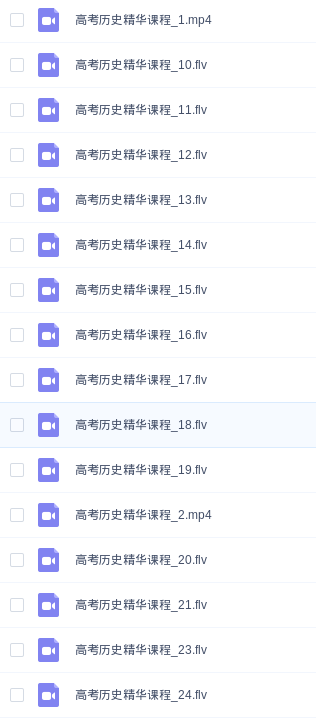 高考历史精华课程_1.mp4
高考历史精华课程_10.flv
高考历史精华课程_11.flv
高考历史精华课程_12.flv
高考历史精华课程_13.flv
高考历史精华课程_14.flv
高考历史精华课程_15.flv
高考历史精华课程_16.flv
高考历史精华课程_17.flv
高考历史精华课程_18.flv
高考历史精华课程_19.flv
高考历史精华课程_2.mp4
高考历史精华课程_20.flv
高考历史精华课程_21.flv
高考历史精华课程_23.flv
高考历史精华课程_24.flv